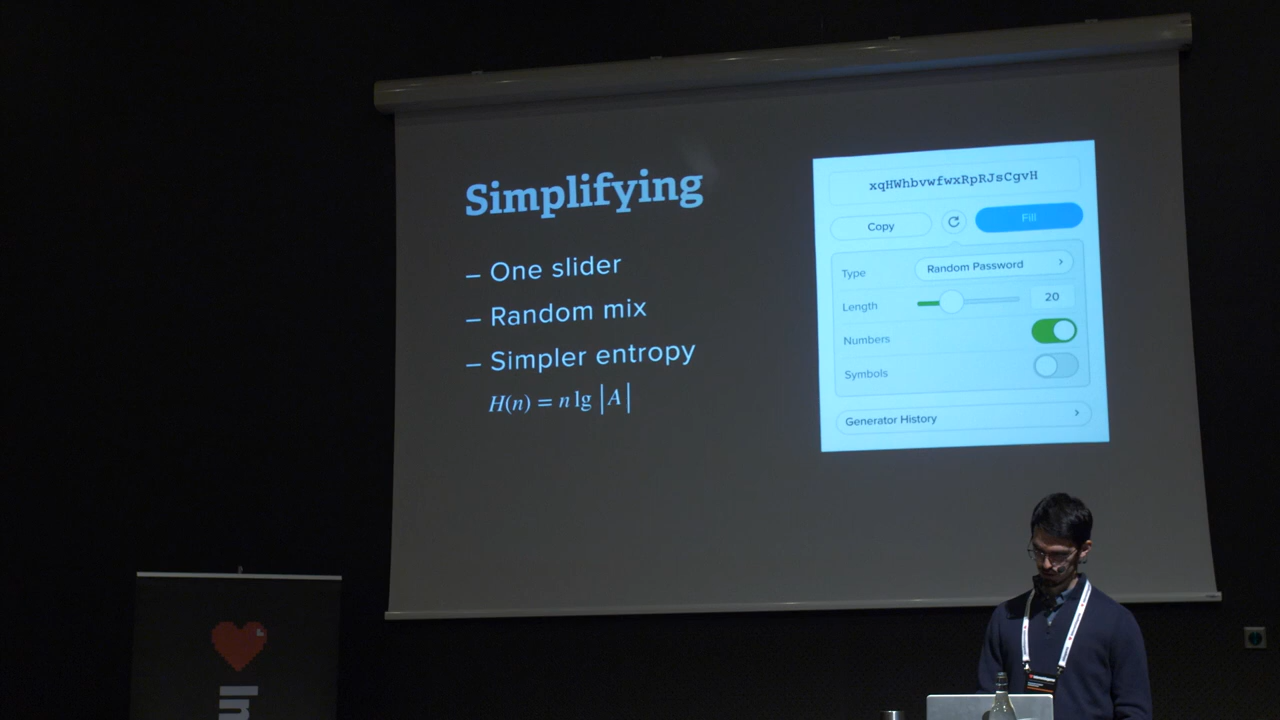 Simplifying
– One slider
– Random mix
– Simpler entropy
H(n) = n lg |A|
xqHWhbvwfwxRpRJsCgvH
Copy
Fill
Type
Random Password
Length
20
Numbers
Symbols
Generator History
In